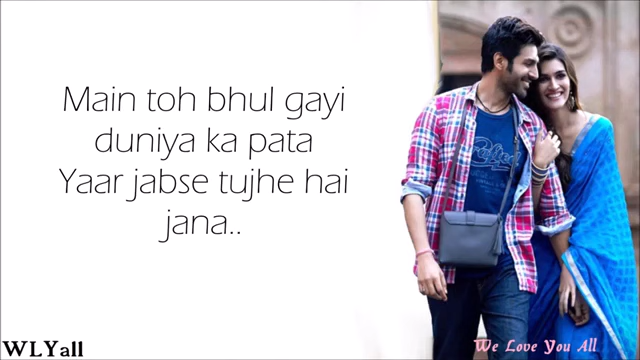 Main toh bhul gayi
duniya ka pata
Yaar jabse tujhe hai
jana..
WLYall
We Love You All